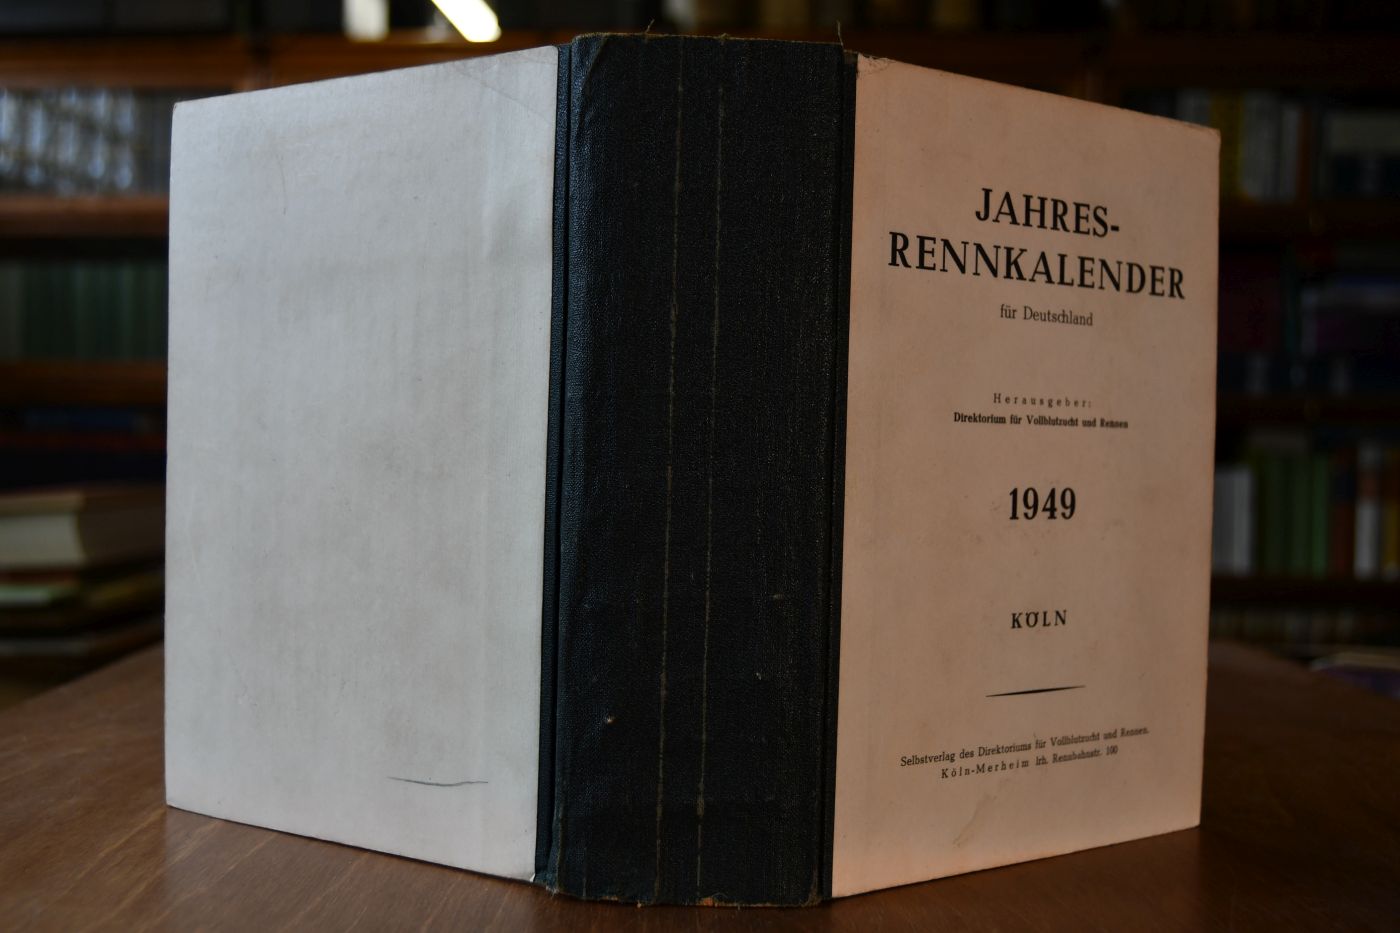 JAHRES-
RENNKALENDER
für Deutschland
Herausgeber:
Direktorium für Vollblutzucht und Rennen
1949
KÖLN
Selbstverlag des Direktoriums für Vollblutzucht und Rennen.
Köln-Merheim lrh. Rennbahnstr. 100